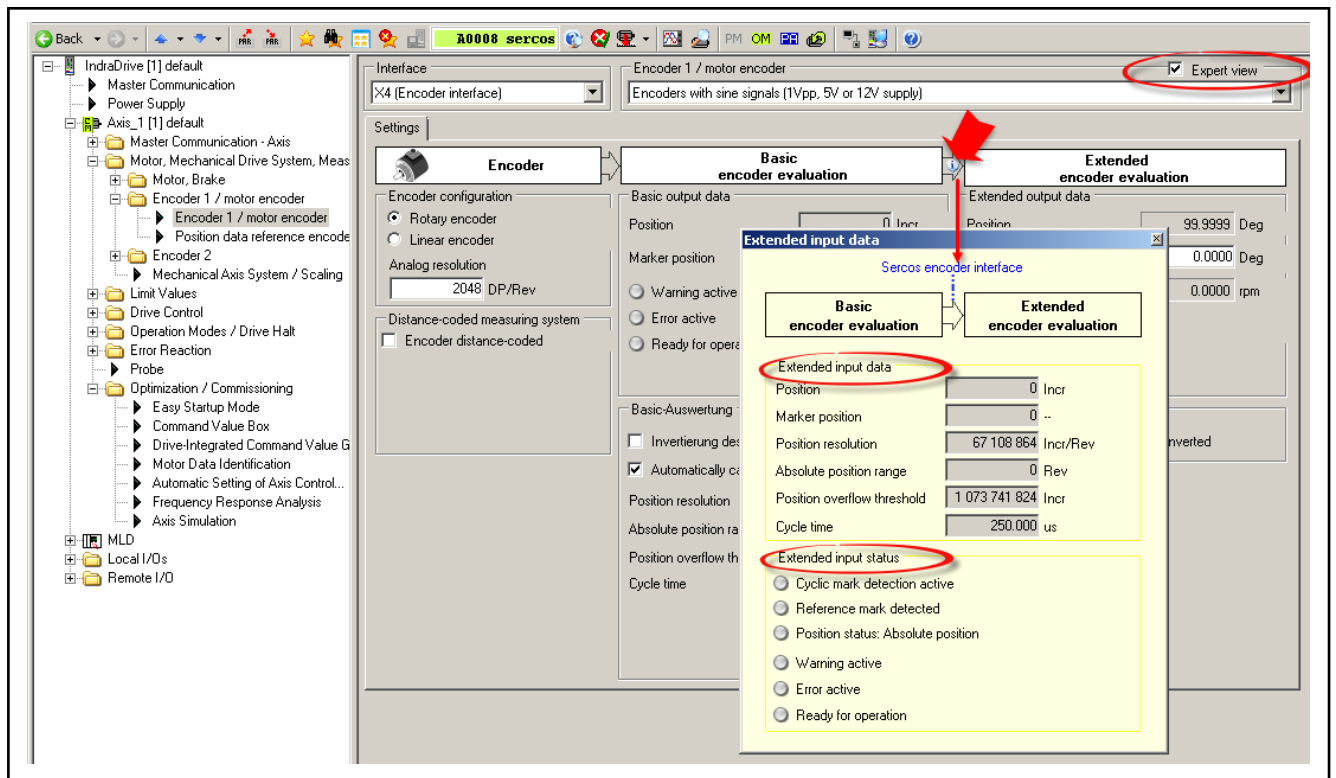 Back
PAR
PAR
A0008 sercos
PM
OM
IndraDrive [1] default
Master Communication
Power Supply
Axis_1 [1] default
Master Communication - Axis
Motor, Mechanical Drive System, Meas
Motor, Brake
Encoder 1 / motor encoder
Encoder 1 / motor encoder
Position data reference encode
Encoder 2
Mechanical Axis System / Scaling
Limit Values
Drive Control
Operation Modes / Drive Halt
Error Reaction
Probe
Optimization / Commissioning
Easy Startup Mode
Command Value Box
Drive-Integrated Command Value G
Motor Data Identification
Automatic Setting of Axis Control...
Frequency Response Analysis
Axis Simulation
MLD
Local I/Os
Remote I/O
Interface
X4 (Encoder interface)
Encoder 1 / motor encoder
Expert view
Encoders with sine signals (1Vpp, 5V or 12V supply)
Settings
Encoder
Basic
encoder evaluation
Extended
encoder evaluation
Encoder configuration
Rotary encoder
Linear encoder
Analog resolution
2048 DP/Rev
Distance-coded measuring system
Encoder distance-coded
Basic output data
Position 0 Incr
Marker position
Warning active
Error active
Ready for opera
Basic-Auswertung
Invertierung des
Automatically ca
Position resolution
Absolute position ra
Position overflow th
Cycle time
Extended output data
Position 99.9999 Deg
0.0000 Deg
0.0000 rpm
nverted
Extended input data
Sercos encoder interface
Basic
encoder evaluation
Extended
encoder evaluation
Extended input data
Position 0 Incr
Marker position 0 --
Position resolution 67 108 864 Incr/Rev
Absolute position range 0 Rev
Position overflow threshold 1 073 741 824 Incr
Cycle time 250.000 us
Extended input status
Cyclic mark detection active
Reference mark detected
Position status: Absolute position
Warning active
Error active
Ready for operation